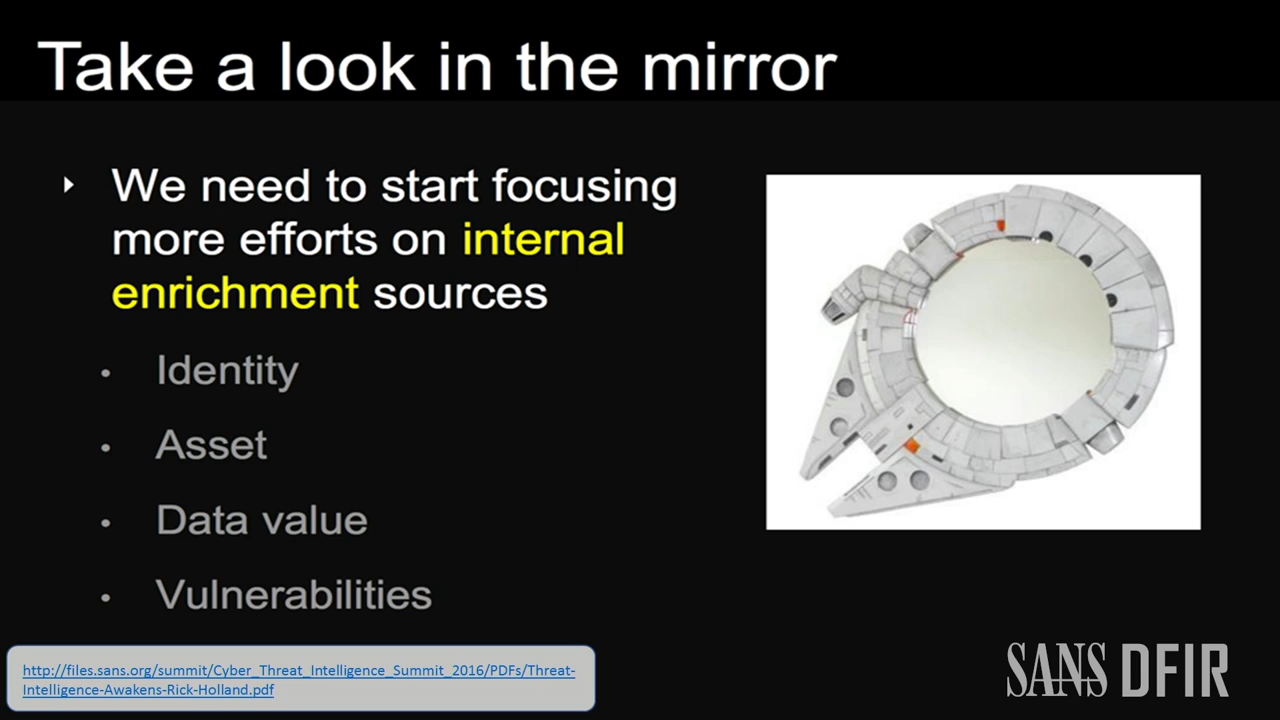 Take a look in the mirror
We need to start focusing
more efforts on internal
enrichment sources
Identity
Asset
Data value
Vulnerabilities
http://files.sans.org/summit/Cyber_Threat_Intelligence_Summit_2016/PDFs/Threat-
Intelligence-Awakens-Rick-Holland.pdf
SANS DFIR